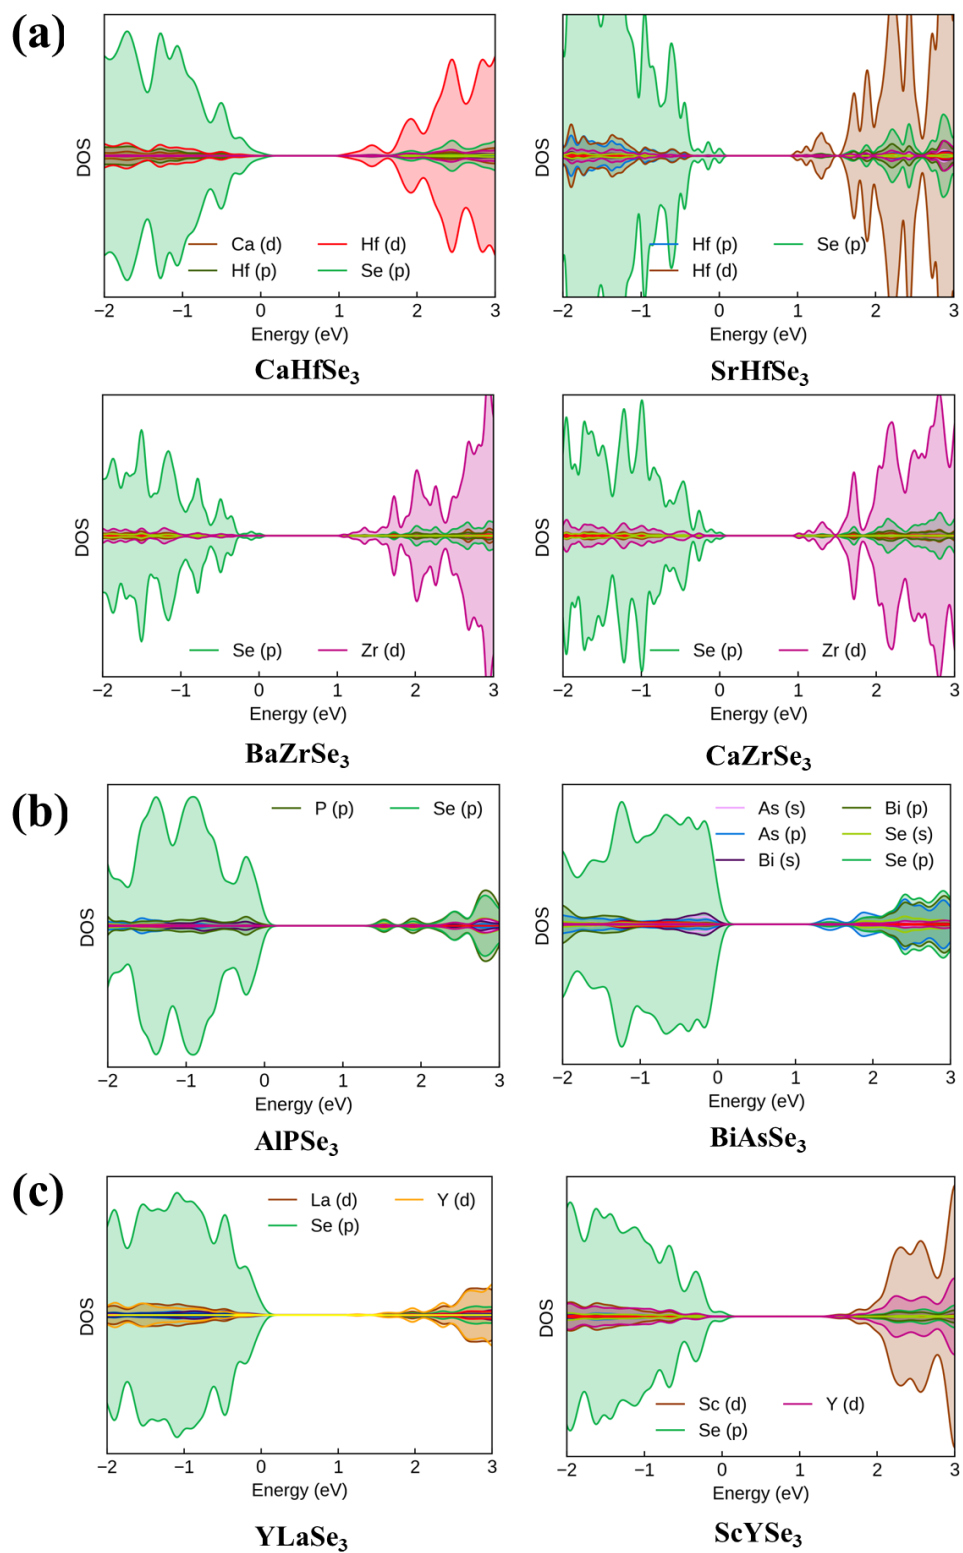 (a)
DOS
Ca (d) Hf (d)
Hf (p) Se (p)
−2 −1 0 1 2 3
Energy (eV)
CaHfSe3
DOS
Hf (p) Se (p)
Hf (d)
−2 −1 0 1 2 3
Energy (eV)
SrHfSe3
DOS
Se (p) Zr (d)
−2 −1 0 1 2 3
Energy (eV)
BaZrSe3
DOS
Se (p) Zr (d)
−2 −1 0 1 2 3
Energy (eV)
CaZrSe3
(b)
P (p) Se (p)
DOS
−2 −1 0 1 2 3
Energy (eV)
AlPSe3
As (s) Bi (p)
As (p) Se (s)
Bi (s) Se (p)
DOS
−2 −1 0 1 2 3
Energy (eV)
BiAsSe3
(c)
La (d) Y (d)
Se (p)
DOS
−2 −1 0 1 2 3
Energy (eV)
YLaSe3
DOS
Sc (d) Y (d)
Se (p)
−2 −1 0 1 2 3
Energy (eV)
ScYSe3